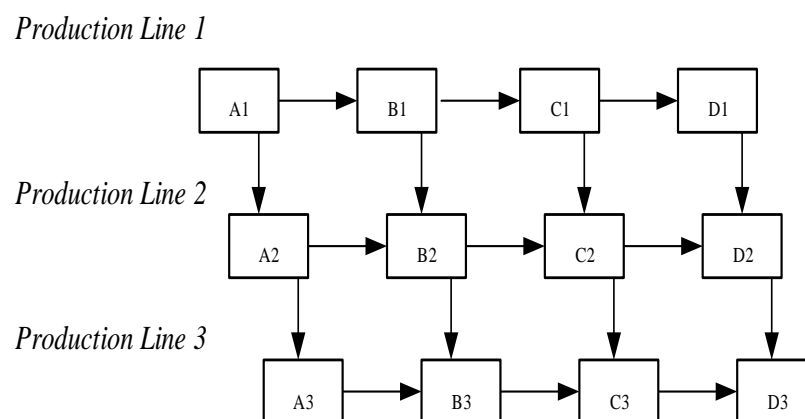 Production Line 1
A1 B1 C1 D1
Production Line 2
A2 B2 C2 D2
Production Line 3
A3 B3 C3 D3